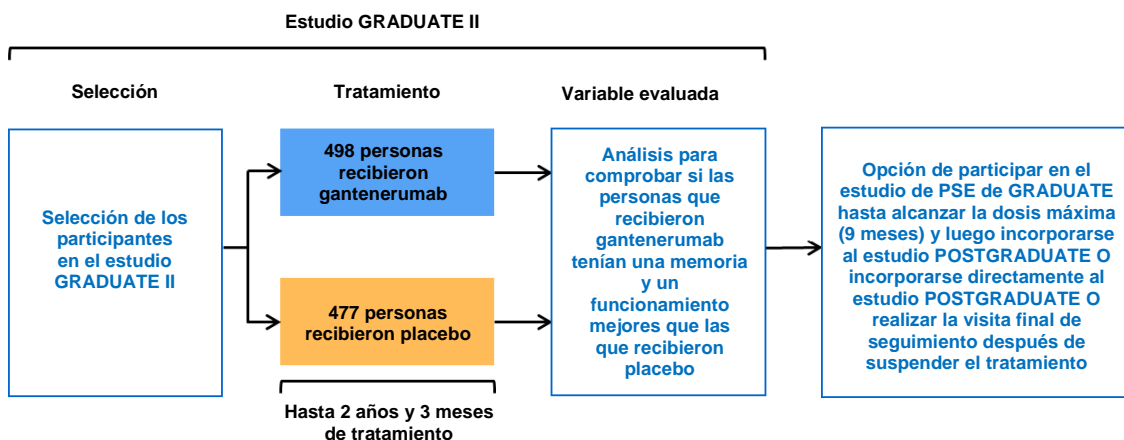 Estudio GRADUATE II
Selección
Tratamiento
Variable evaluada
Selección de los
participantes
en el estudio
GRADUATE II
498 personas
recibieron
gantenerumab
477 personas
recibieron placebo
Hasta 2 años y 3 meses
de tratamiento
Análisis para
comprobar si las
personas que
recibieron
gantenerumab
tenían una memoria
y un
funcionamiento
mejores que las
que recibieron
placebo
Opción de participar en el
estudio de PSE de GRADUATE
hasta alcanzar la dosis máxima
(9 meses) y luego incorporarse
al estudio POSTGRADUATE O
incorporarse directamente al
estudio POSTGRADUATE O
realizar la visita final de
seguimiento después de
suspender el tratamiento